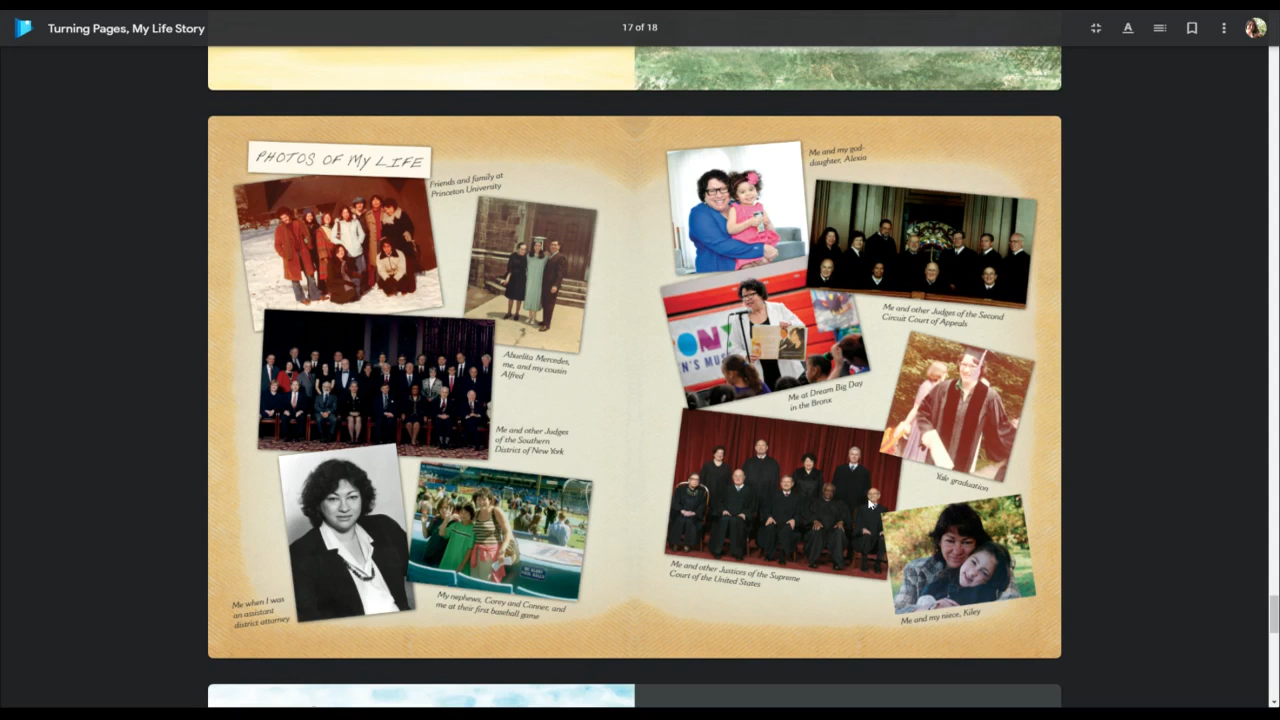 Turning Pages, My Life Story
17 of 18
PHOTOS OF MY LIFE
Friends and family at
Princeton University
Abuelita Mercedes,
me, and my cousin
Alfred
Me and other Judges
of the Southern
District of New York
Me when I was
an assistant
district attorney
My nephews, Corey and Conner, and
me at their first baseball game
Me and my god-
daughter, Alexia
Me and other Judges of the Second
Circuit Court of Appeals
ON
N'S MUS
Me at Dream Big Day
in the Bronx
Yale graduation
Me and other Justices of the Supreme
Court of the United States
Me and my niece, Kiley